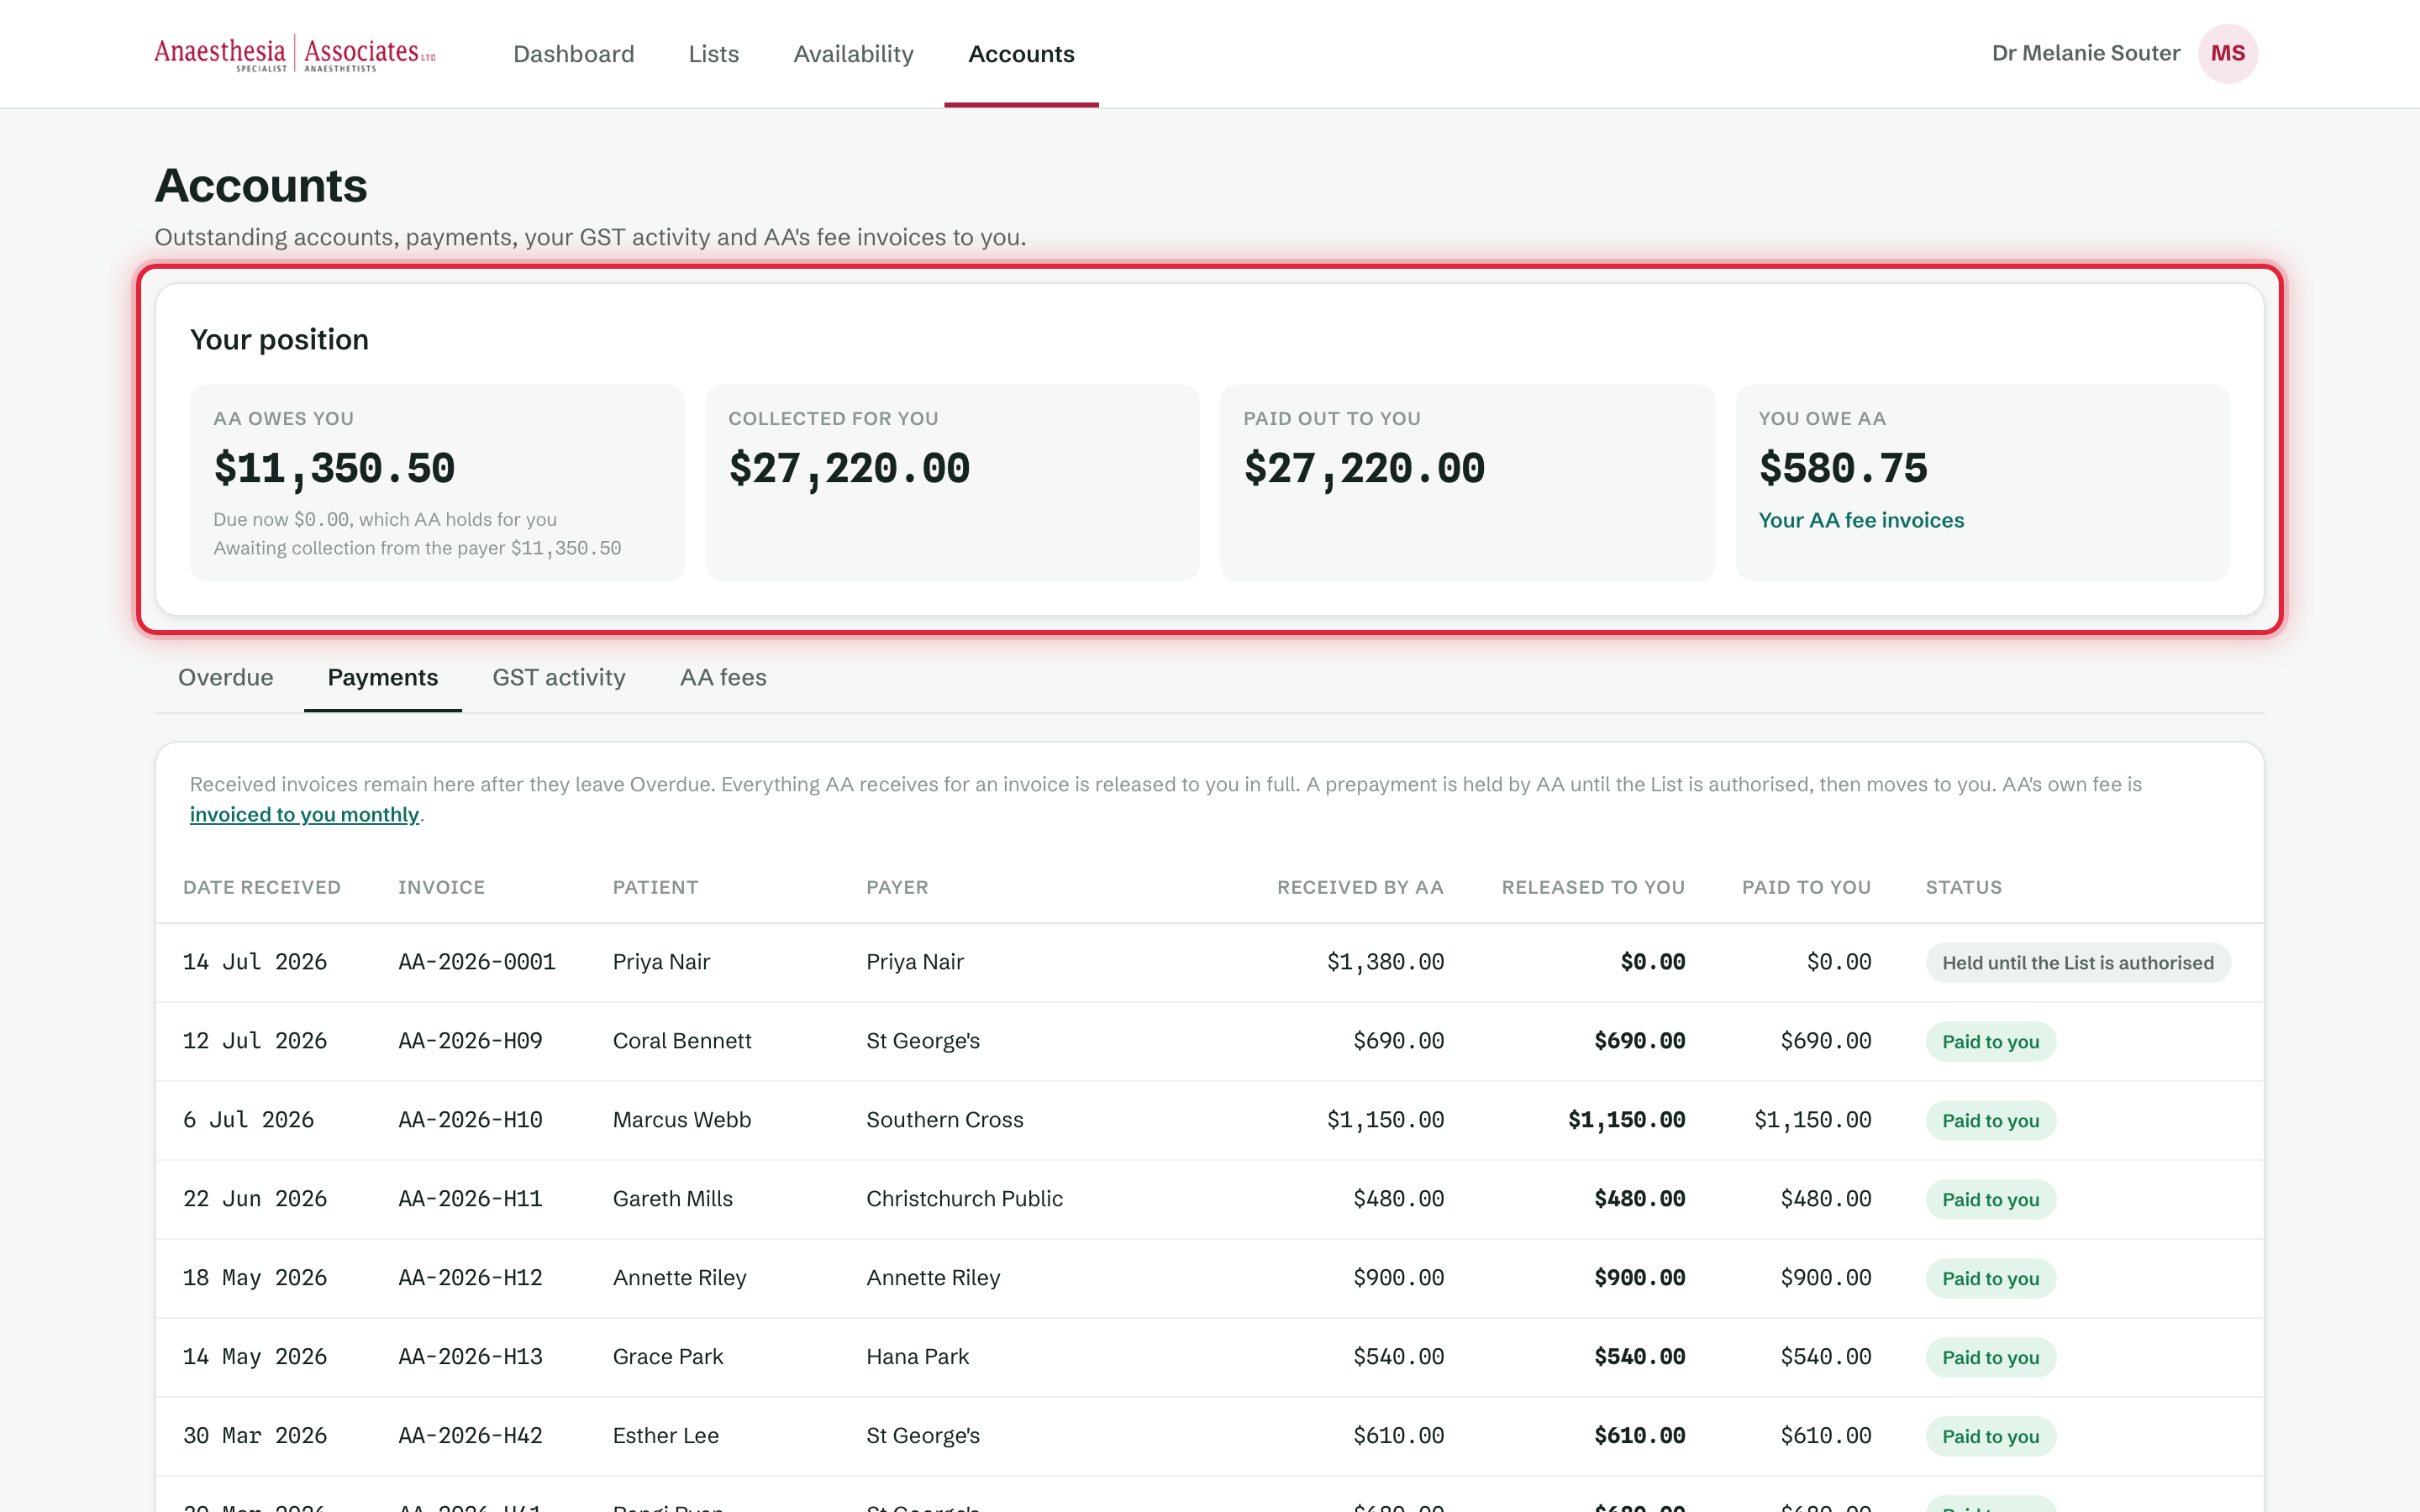 Anaesthesia | Associates LTD
SPECIALIST ANAESTHETISTS
Dashboard
Lists
Availability
Accounts
Dr Melanie Souter
MS
Accounts
Outstanding accounts, payments, your GST activity and AA's fee invoices to you.
Your position
AA OWES YOU
$11,350.50
Due now $0.00, which AA holds for you
Awaiting collection from the payer $11,350.50
COLLECTED FOR YOU
$27,220.00
PAID OUT TO YOU
$27,220.00
YOU OWE AA
$580.75
Your AA fee invoices
Overdue
Payments
GST activity
AA fees
Received invoices remain here after they leave Overdue. Everything AA receives for an invoice is released to you in full. A prepayment is held by AA until the List is authorised, then moves to you. AA's own fee is
invoiced to you monthly.
DATE RECEIVED INVOICE PATIENT PAYER RECEIVED BY AA RELEASED TO YOU PAID TO YOU STATUS
14 Jul 2026 AA-2026-0001 Priya Nair Priya Nair $1,380.00 $0.00 $0.00 Held until the List is authorised
12 Jul 2026 AA-2026-H09 Coral Bennett St George's $690.00 $690.00 $690.00 Paid to you
6 Jul 2026 AA-2026-H10 Marcus Webb Southern Cross $1,150.00 $1,150.00 $1,150.00 Paid to you
22 Jun 2026 AA-2026-H11 Gareth Mills Christchurch Public $480.00 $480.00 $480.00 Paid to you
18 May 2026 AA-2026-H12 Annette Riley Annette Riley $900.00 $900.00 $900.00 Paid to you
14 May 2026 AA-2026-H13 Grace Park Hana Park $540.00 $540.00 $540.00 Paid to you
30 Mar 2026 AA-2026-H42 Esther Lee St George's $610.00 $610.00 $610.00 Paid to you